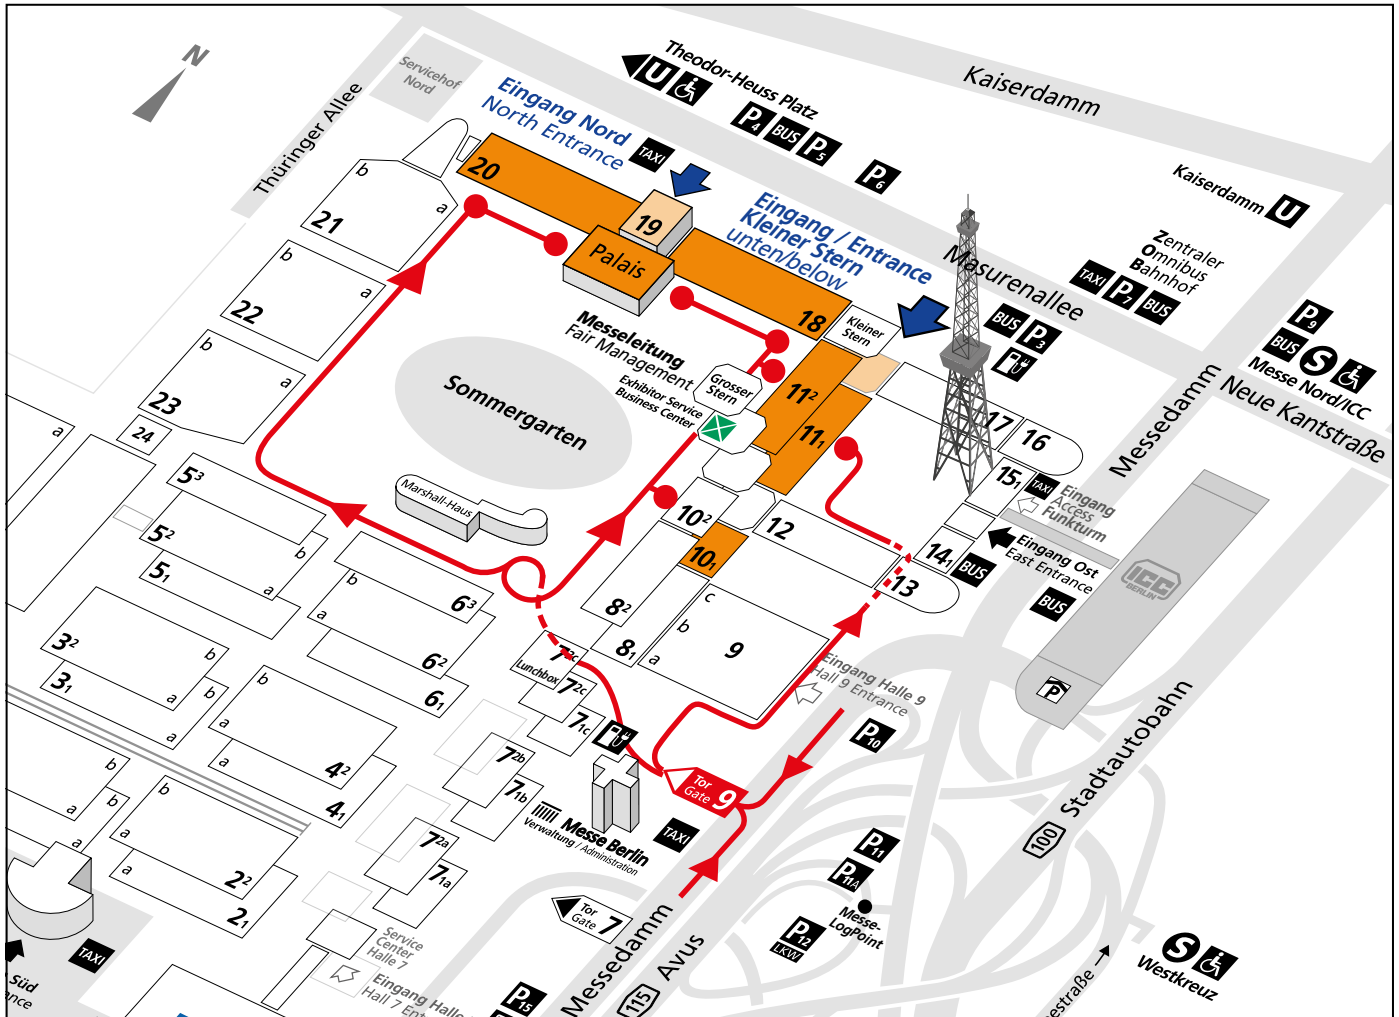 N
Servicehof
Nord
Thüringer Allee
Eingang Nord
North Entrance
TAXI
Theodor-Heuss Platz
U
P4
BUS
P5
P6
Kaiserdamm
Kaiserdamm
U
Zentraler
Omnibus
Bahnhof
TAXI
P7
BUS
Masurenallee
BUS
P3
P9
BUS
S
Messe Nord/ICC
Neue Kantstraße
Messedamm
Eingang / Entrance
Kleiner Stern
unten/below
20
19
Palais
18
Kleiner
Stern
21
b
a
22
b
a
23
b
a
24
a
Sommergarten
Messeleitung
Fair Management
Exhibitor Service
Business Center
Grosser
Stern
11²
11₁
17
16
15₁
TAXI
Eingang
Access
Funkturm
Eingang Ost
East Entrance
14₁
BUS
BUS
13
12
10²
10₁
ICC
BERLIN
P
Marshall-Haus
5³
5²
b
5₁
a
6³
b
6²
a
6₁
8²
8₁
9
a
b
c
Eingang Halle 9
Hall 9 Entrance
P10
3²
b
a
3₁
b
a
4²
b
a
4₁
a
7
Lunchbox
7²c
7₁c
7²b
7₁b
7²a
7₁a
Tor
Gate 9
Messe Berlin
Verwaltung / Administration
TAXI
b
a
b
a
2²
b
a
2₁
a
Tor
Gate 7
Service
Center
Halle 7
Eingang Halle
Hall 7
P15
Messedamm
115
Avus
P11
P11A
Messe-
LogPoint
P12
LKW
100
Stadtautobahn
S
Westkreuz
estraße
TAXI
Süd
nce